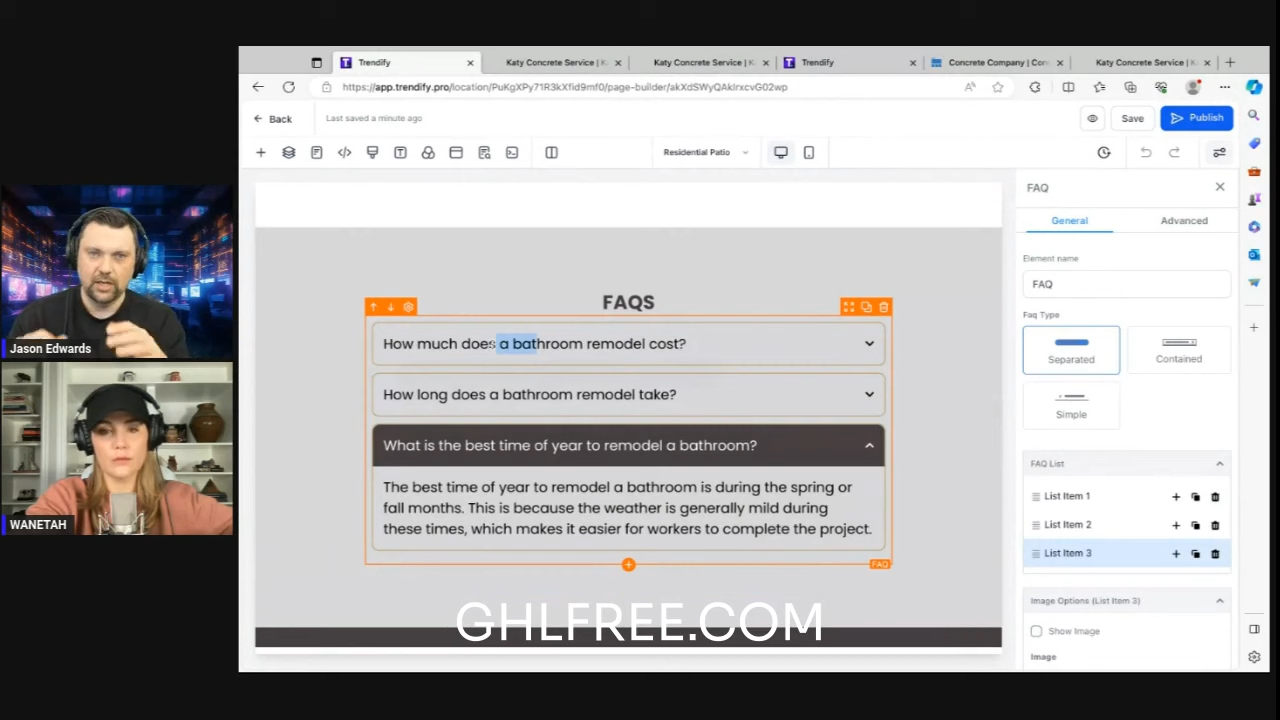 Trendify
Katy Concrete Service | K
Katy Concrete Service | K
Trendify
Concrete Company | Con
Katy Concrete Service | K
https://app.trendify.pro/location/PuKgXPy71R3kXfid9mf0/page-builder/akXdSWyQAkIrxcvG02wp
Back
Last saved a minute ago
Save
Publish
Residential Patio
FAQ
General
Advanced
Element name
FAQ
Faq Type
Separated
Contained
Simple
FAQ List
List Item 1
List Item 2
List Item 3
Image Options (List Item 3)
Show Image
Image
FAQS
How much does a bathroom remodel cost?
How long does a bathroom remodel take?
What is the best time of year to remodel a bathroom?
The best time of year to remodel a bathroom is during the spring or
fall months. This is because the weather is generally mild during
these times, which makes it easier for workers to complete the project.
FAQ
GHLFREE.COM
Jason Edwards
WANETAH